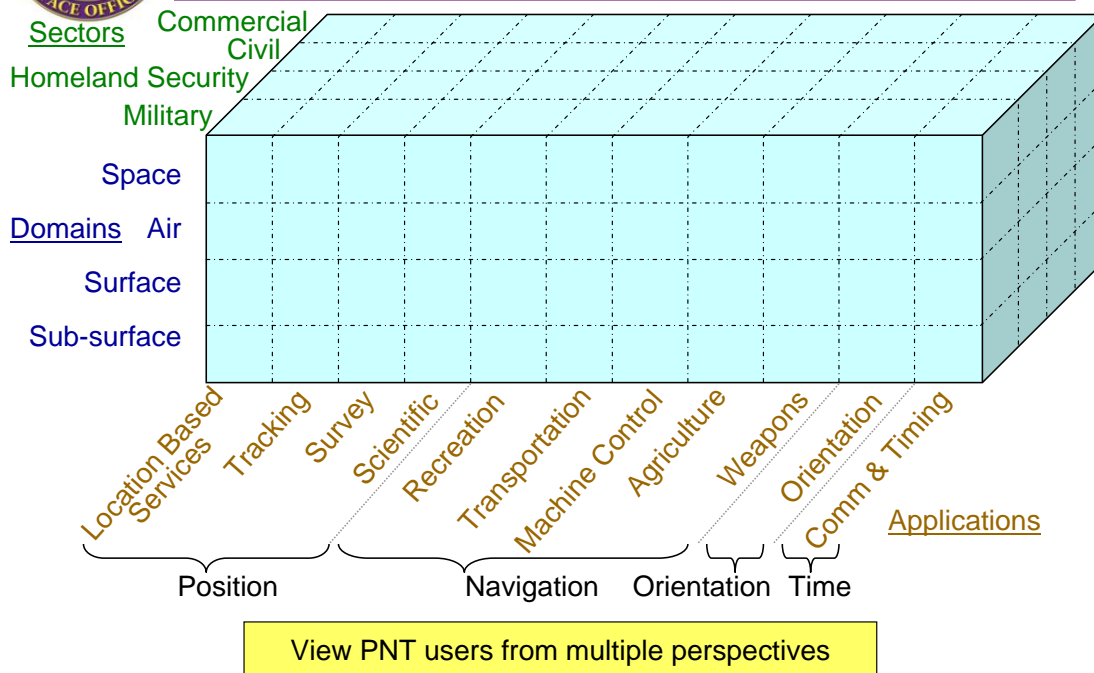 ACE OFFIC
Sectors
Commercial
Civil
Homeland Security
Military
Space
Domains Air
Surface
Sub-surface
Location Based
Services
Tracking
Survey
Scientific
Recreation
Transportation
Machine Control
Agriculture
Weapons
Orientation
Comm & Timing
Applications
Position
Navigation
Orientation
Time
View PNT users from multiple perspectives